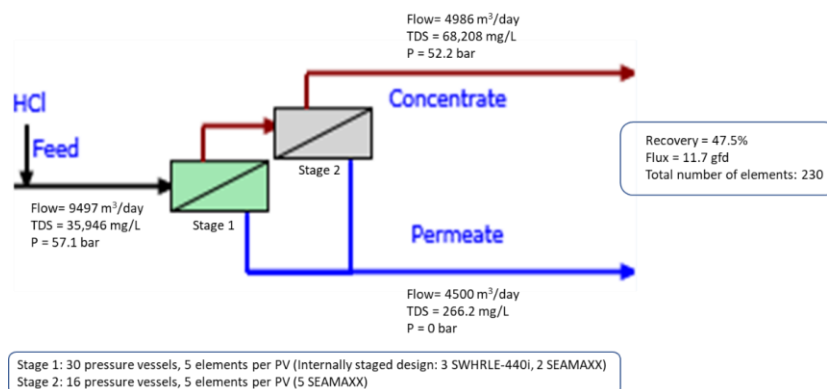 Flow= 4986 m³/day
TDS = 68,208 mg/L
P = 52.2 bar
HCl
Concentrate
Feed
Recovery = 47.5%
Flux = 11.7 gfd
Total number of elements: 230
Stage 2
Flow= 9497 m³/day
TDS = 35,946 mg/L
P = 57.1 bar
Stage 1
Permeate
Flow= 4500 m³/day
TDS = 266.2 mg/L
P = 0 bar
Stage 1: 30 pressure vessels, 5 elements per PV (Internally staged design: 3 SWHRLE-440i, 2 SEAMAXX)
Stage 2: 16 pressure vessels, 5 elements per PV (5 SEAMAXX)